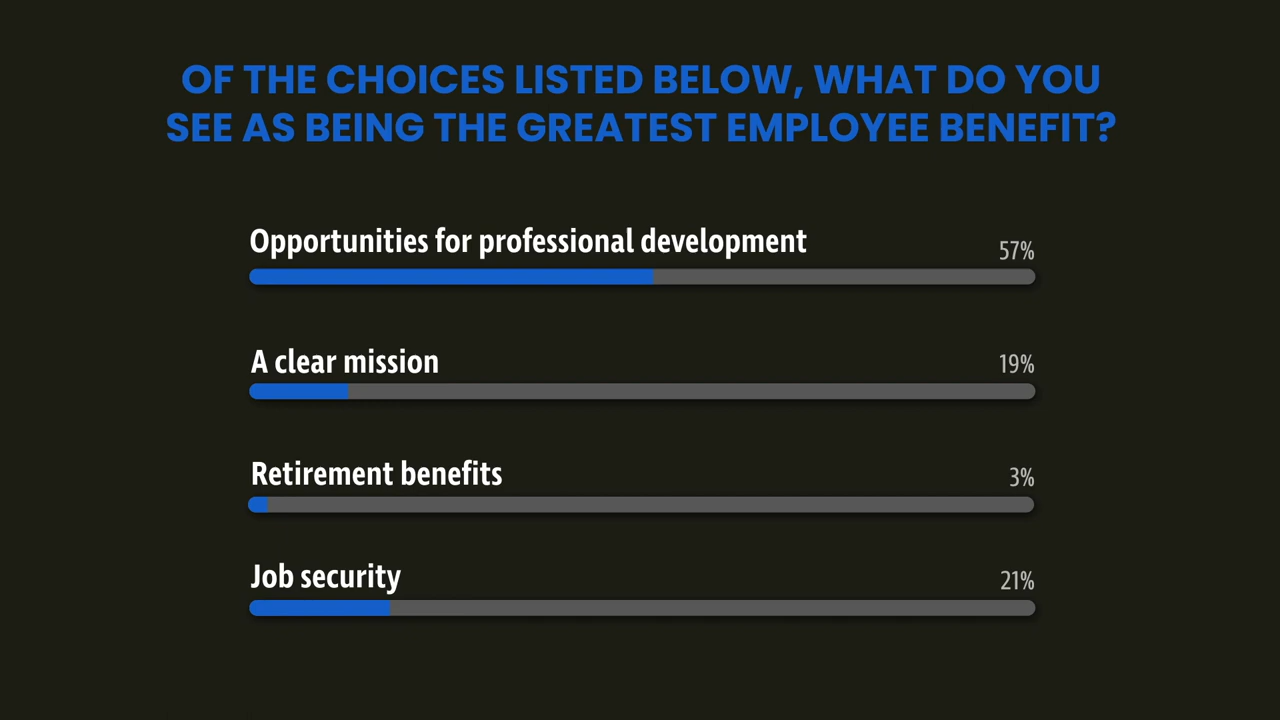 OF THE CHOICES LISTED BELOW, WHAT DO YOU
SEE AS BEING THE GREATEST EMPLOYEE BENEFIT?
Opportunities for professional development
57%
A clear mission
19%
Retirement benefits
3%
Job security
21%